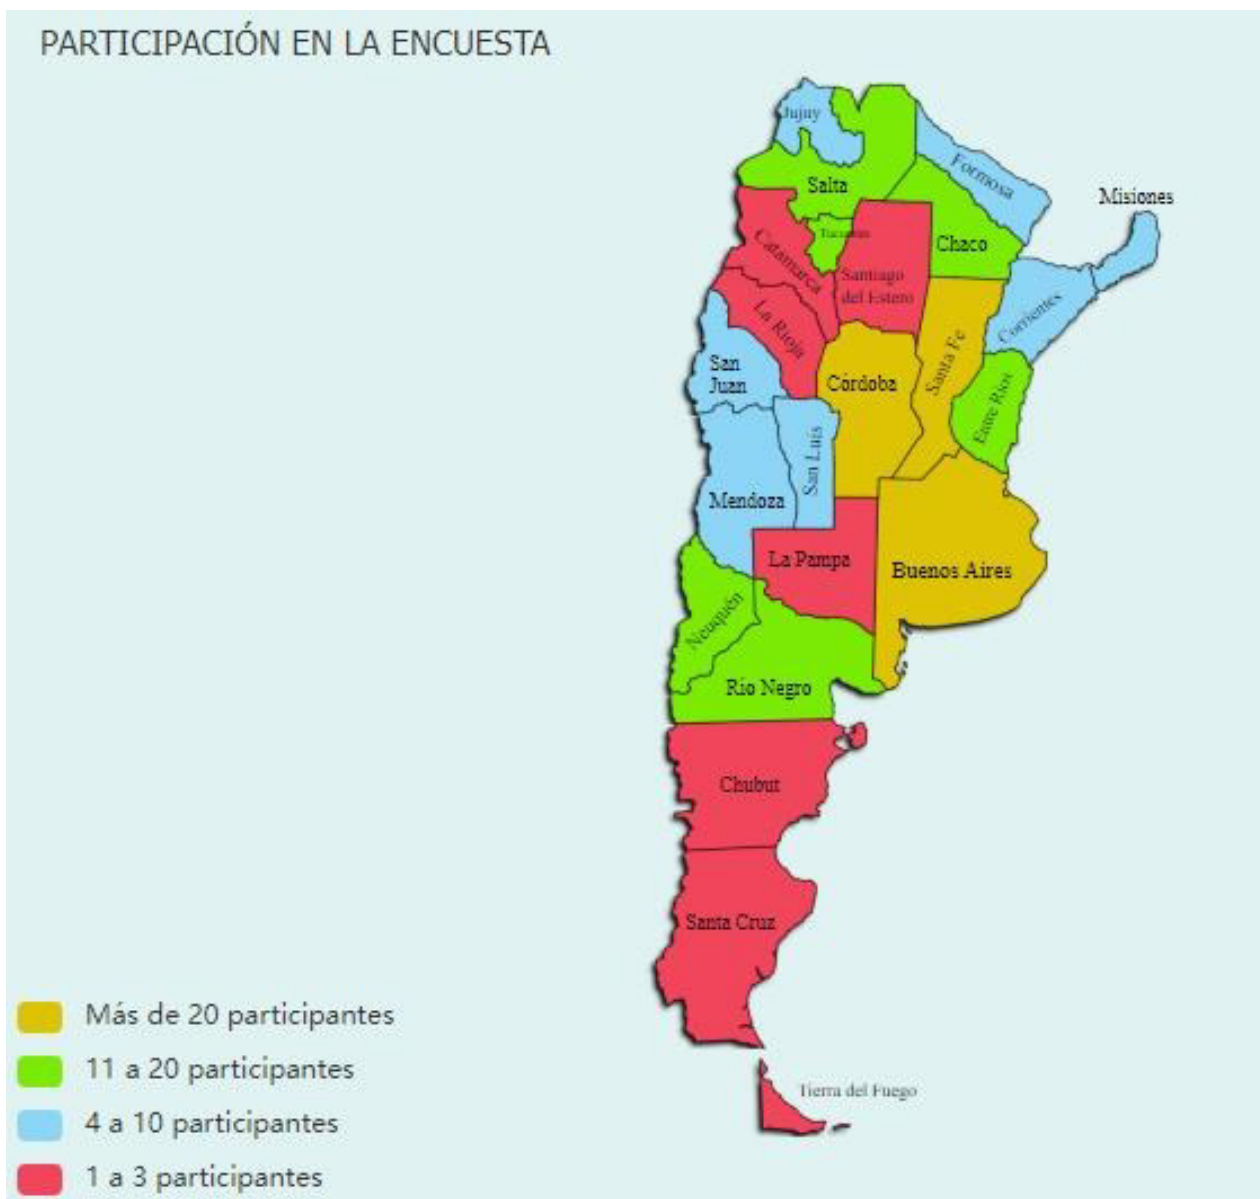 PARTICIPACIÓN EN LA ENCUESTA
Jujuy
Formosa
Salta
Misiones
Tucumán
Chaco
Catamarca
Santiago
del Estero
La Rioja
Corrientes
San
Juan
Córdoba
Santa Fe
Entre Ríos
San Luis
Mendoza
La Pampa
Buenos Aires
Neuquén
Río Negro
Chubut
Santa Cruz
Tierra del Fuego
Más de 20 participantes
11 a 20 participantes
4 a 10 participantes
1 a 3 participantes